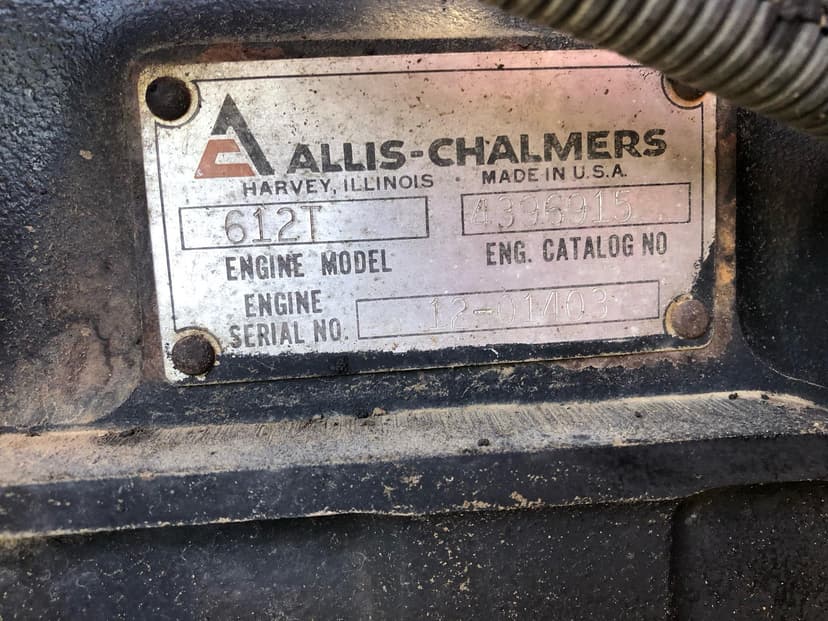 ALLIS-CHALMERS
HARVEY, ILLINOIS · MADE IN U.S.A.
612T 4396915
ENGINE MODEL ENG. CATALOG NO
ENGINE
SERIAL NO. 12-01403